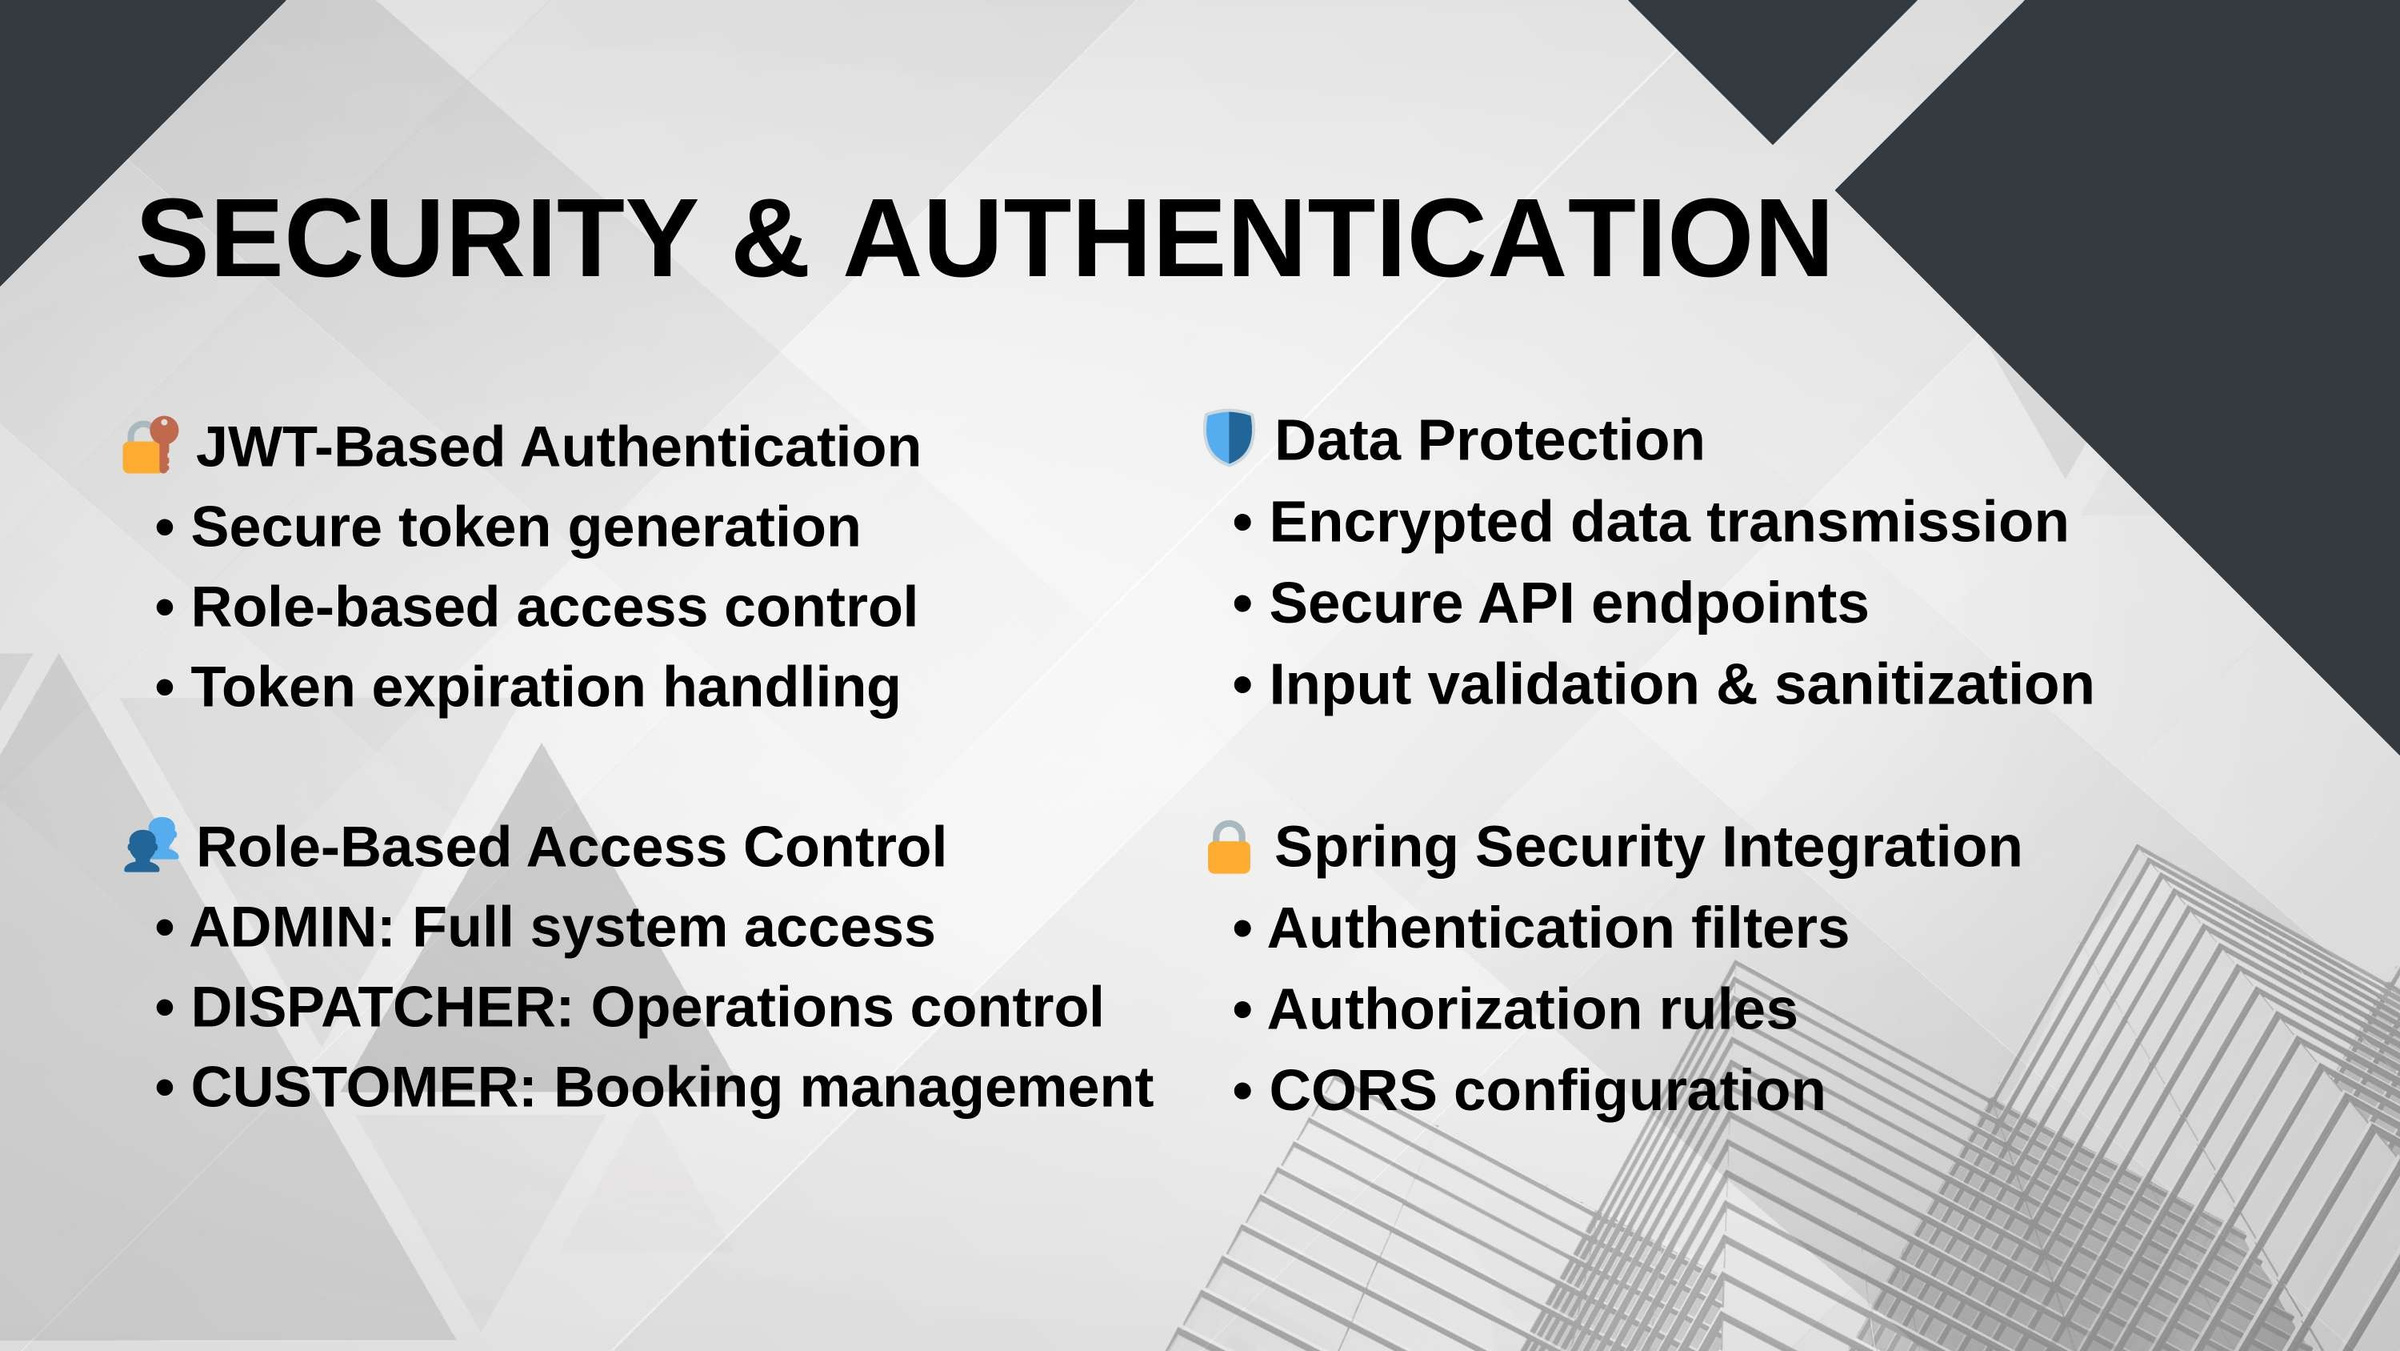 SECURITY & AUTHENTICATION
🔐 JWT-Based Authentication
• Secure token generation
• Role-based access control
• Token expiration handling
👥 Role-Based Access Control
• ADMIN: Full system access
• DISPATCHER: Operations control
• CUSTOMER: Booking management
🛡️ Data Protection
• Encrypted data transmission
• Secure API endpoints
• Input validation & sanitization
🔒 Spring Security Integration
• Authentication filters
• Authorization rules
• CORS configuration